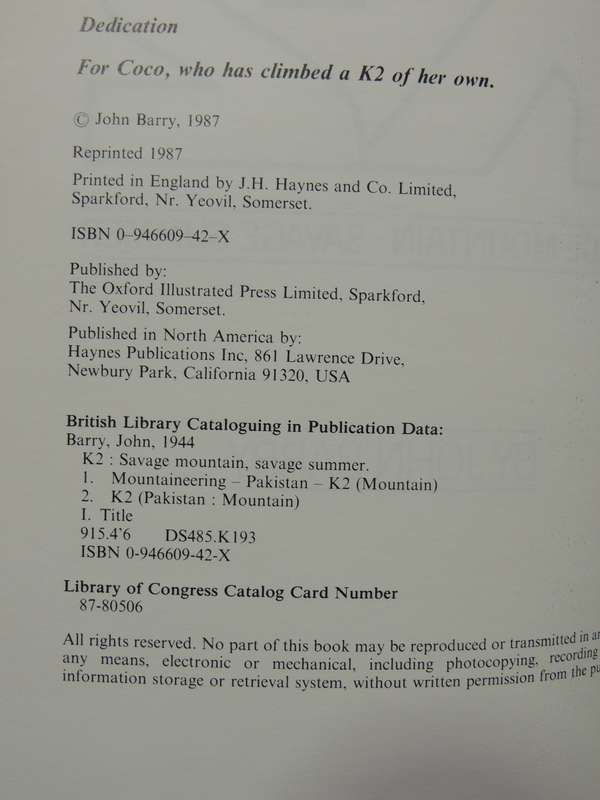 Dedication
For Coco, who has climbed a K2 of her own.
© John Barry, 1987
Reprinted 1987
Printed in England by J.H. Haynes and Co. Limited,
Sparkford, Nr. Yeovil, Somerset.
ISBN 0–946609–42–X
Published by:
The Oxford Illustrated Press Limited, Sparkford,
Nr. Yeovil, Somerset.
Published in North America by:
Haynes Publications Inc, 861 Lawrence Drive,
Newbury Park, California 91320, USA
British Library Cataloguing in Publication Data:
Barry, John, 1944
K2 : Savage mountain, savage summer.
1. Mountaineering – Pakistan – K2 (Mountain)
2. K2 (Pakistan : Mountain)
I. Title
915.4'6 DS485.K193
ISBN 0-946609-42-X
Library of Congress Catalog Card Number
87-80506
All rights reserved. No part of this book may be reproduced or transmitted in
any means, electronic or mechanical, including photocopying, recording
information storage or retrieval system, without written permission from the